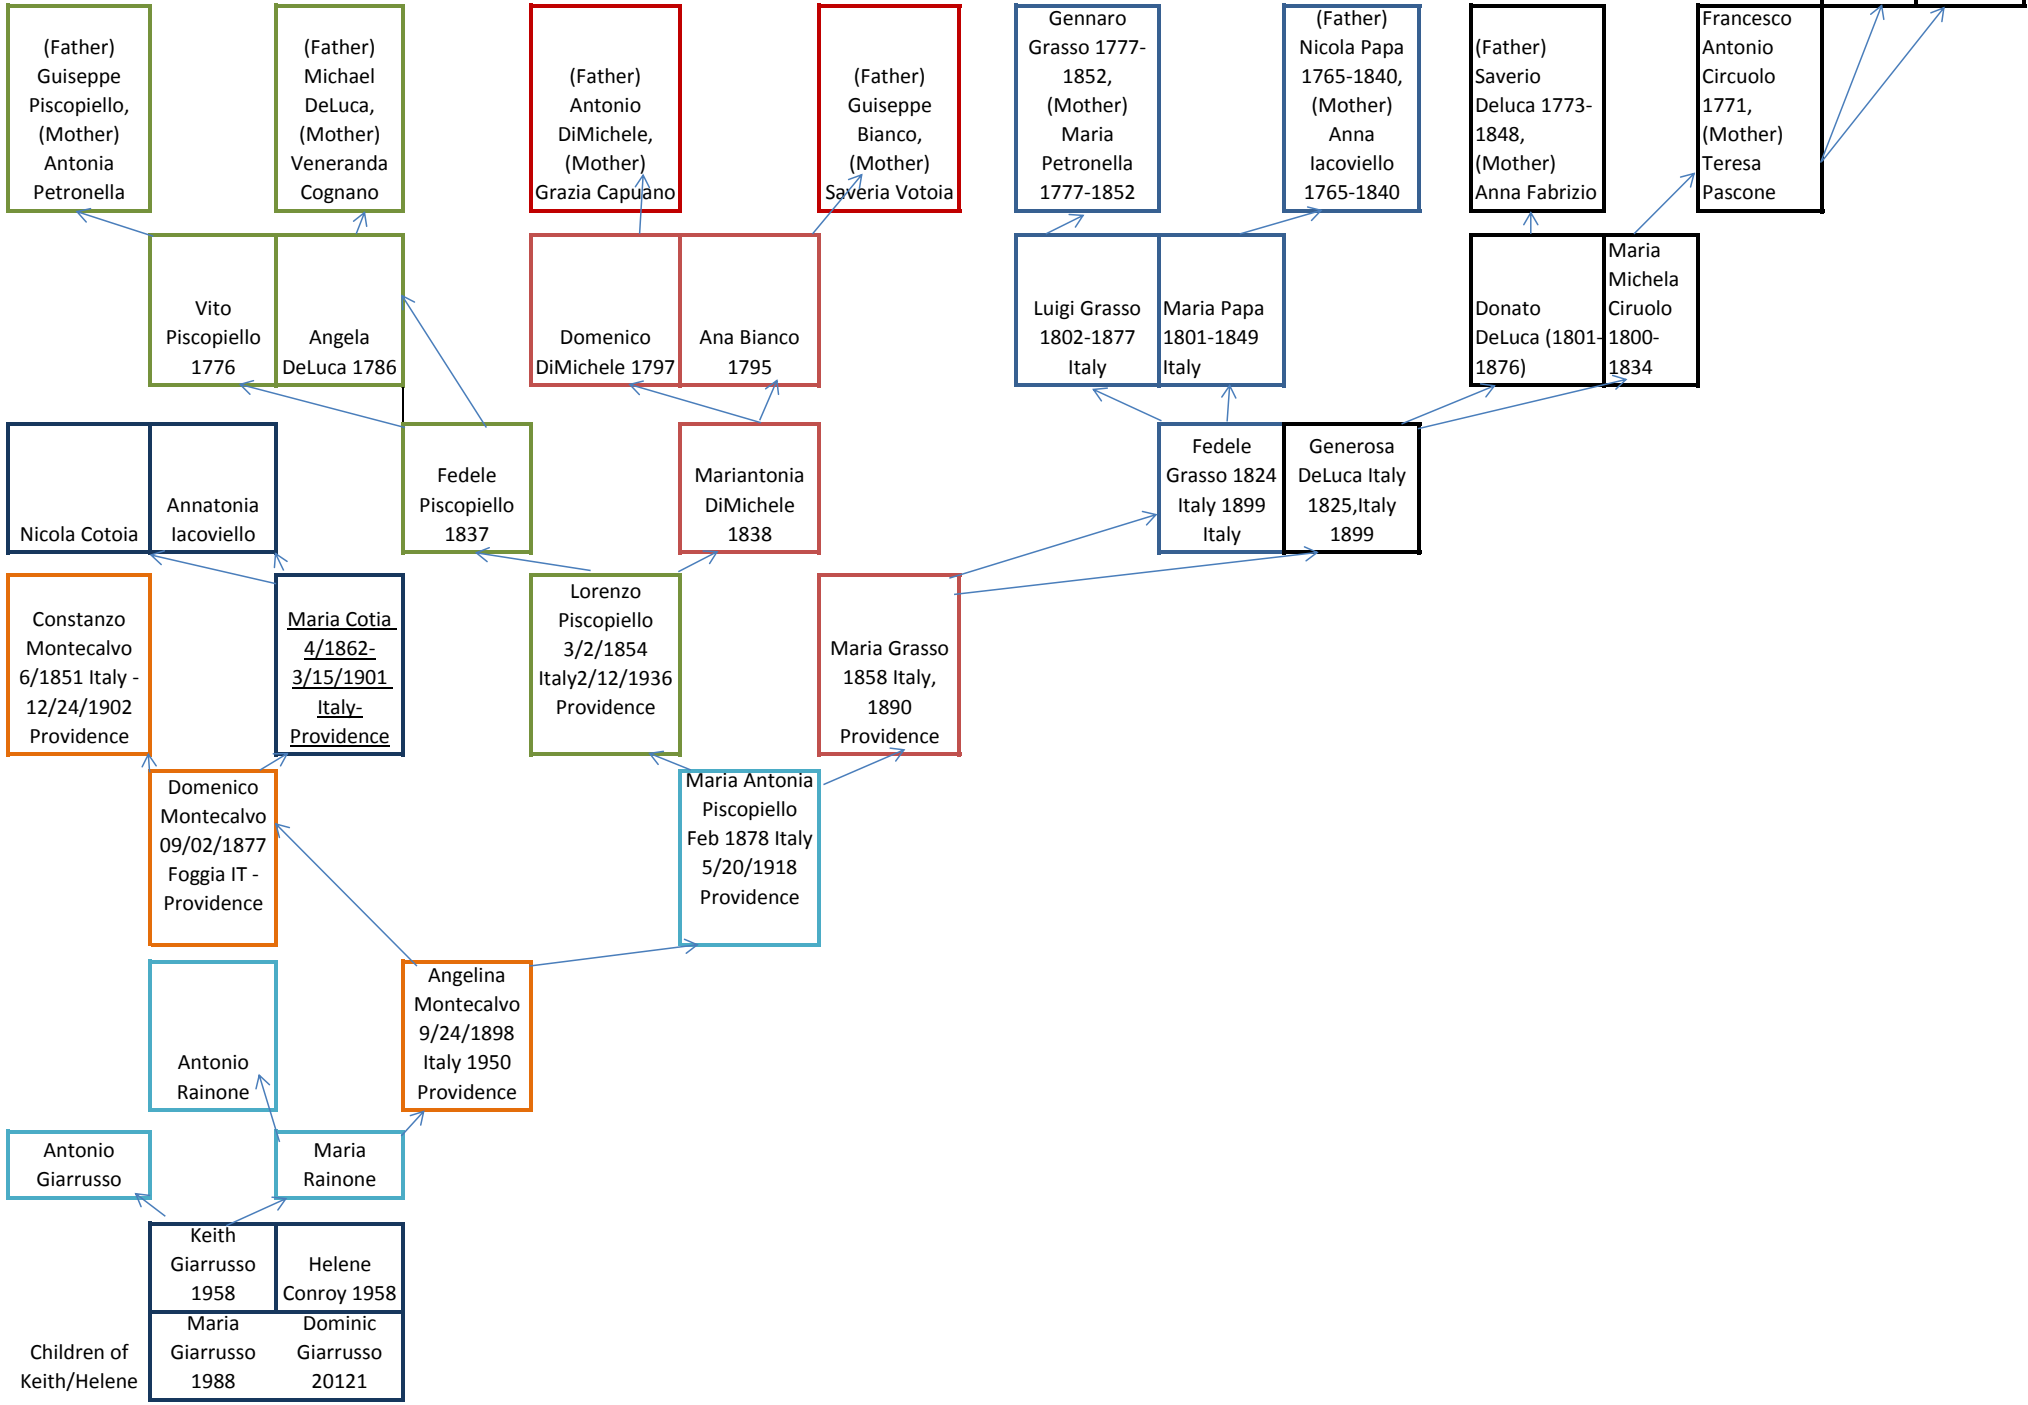 (Father)
Guiseppe
Piscopiello,
(Mother)
Antonia
Petronella
(Father)
Michael
DeLuca,
(Mother)
Veneranda
Cognano
(Father)
Antonio
DiMichele,
(Mother)
Grazia Capuano
(Father)
Guiseppe
Bianco,
(Mother)
Saveria Votoia
Gennaro
Grasso 1777-
1852,
(Mother)
Maria
Petronella
1777-1852
(Father)
Nicola Papa
1765-1840,
(Mother)
Anna
Iacoviello
1765-1840
(Father)
Saverio
Deluca 1773-
1848,
(Mother)
Anna Fabrizio
Francesco
Antonio
Circuolo
1771,
(Mother)
Teresa
Pascone
Vito
Piscopiello
1776
Angela
DeLuca 1786
Domenico
DiMichele 1797
Ana Bianco
1795
Luigi Grasso
1802-1877
Italy
Maria Papa
1801-1849
Italy
Donato
DeLuca (1801-
1876)
Maria
Michela
Ciruolo
1800-
1834
Nicola Cotoia
Annatonia
Iacoviello
Fedele
Piscopiello
1837
Mariantonia
DiMichele
1838
Fedele
Grasso 1824
Italy 1899
Italy
Generosa
DeLuca Italy
1825,Italy
1899
Constanzo
Montecalvo
6/1851 Italy -
12/24/1902
Providence
Maria Cotia
4/1862-
3/15/1901
Italy-
Providence
Lorenzo
Piscopiello
3/2/1854
Italy2/12/1936
Providence
Maria Grasso
1858 Italy,
1890
Providence
Domenico
Montecalvo
09/02/1877
Foggia IT -
Providence
Maria Antonia
Piscopiello
Feb 1878 Italy
5/20/1918
Providence
Antonio
Rainone
Angelina
Montecalvo
9/24/1898
Italy 1950
Providence
Antonio
Giarrusso
Maria
Rainone
Keith
Giarrusso
1958
Helene
Conroy 1958
Children of
Keith/Helene
Maria
Giarrusso
1988
Dominic
Giarrusso
20121